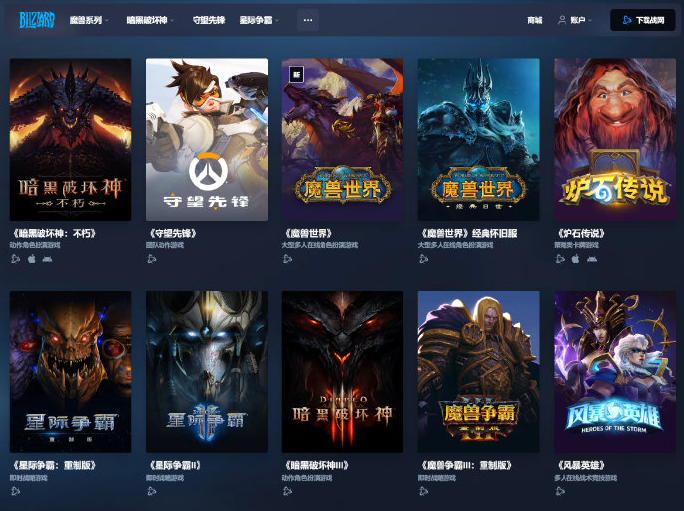 BLIZZARD 魔兽系列 暗黑破坏神 守望先锋 星际争霸 ... 商城 账户 下载战网
新
暗黑破坏神
不朽
守望先锋
魔兽世界
魔兽世界
经典旧世
炉石传说
《暗黑破坏神：不朽》 《守望先锋》 《魔兽世界》 《魔兽世界》经典怀旧服 《炉石传说》
动作角色扮演游戏 团队动作游戏 大型多人在线角色扮演游戏 大型多人在线角色扮演游戏 策略类卡牌游戏
星际争霸
重制版
星际争霸
II
DIABLO
暗黑破坏神
III
魔兽争霸
重制版
III
风暴英雄
HEROES OF THE STORM
《星际争霸：重制版》 《星际争霸II》 《暗黑破坏神III》 《魔兽争霸III：重制版》 《风暴英雄》
即时战略游戏 即时战略游戏 动作角色扮演游戏 即时战略游戏 多人在线战术竞技游戏